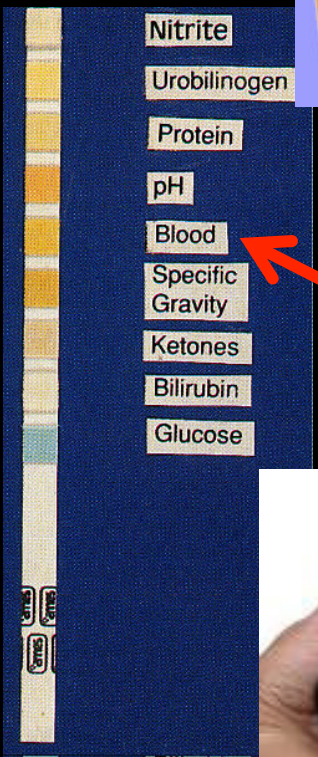 Nitrite
Urobilinogen
Protein
pH
Blood
Specific
Gravity
Ketones
Bilirubin
Glucose